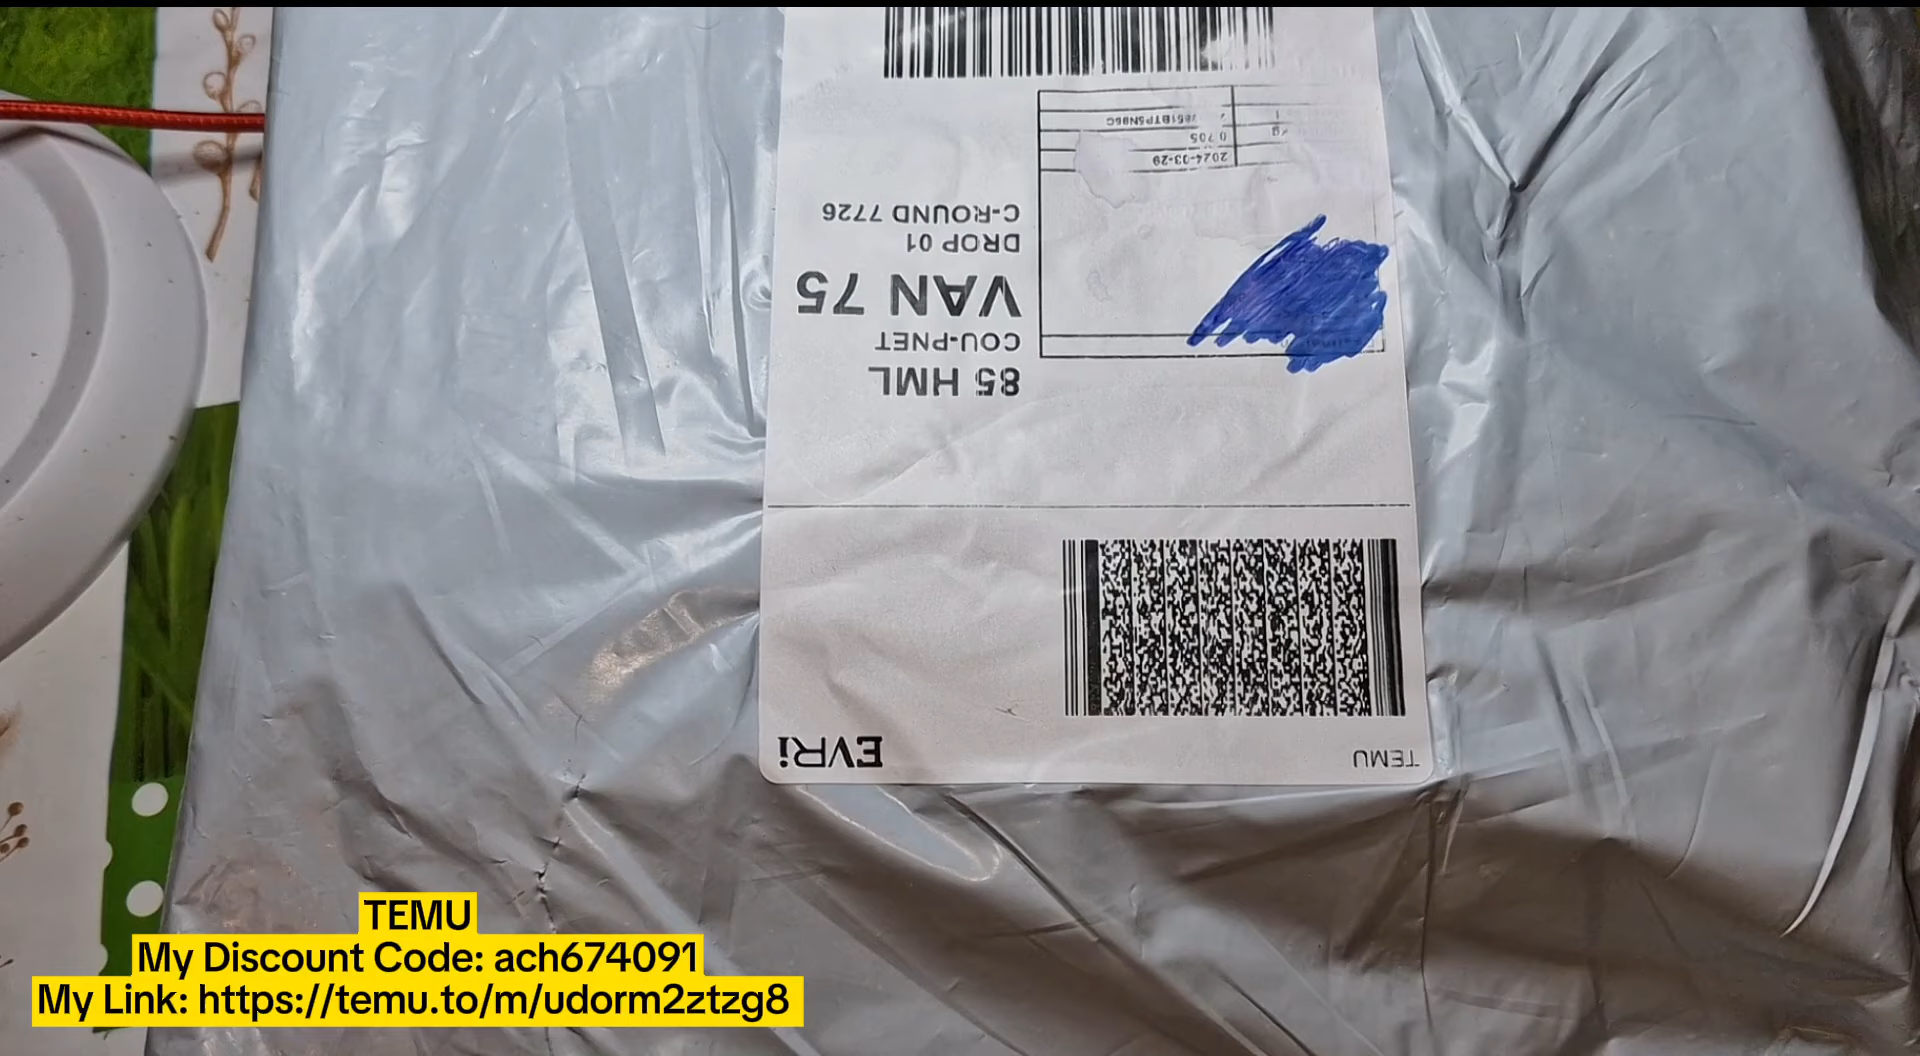 2024-03-29
0.705
C-ROUND 7726
DROP 01
VAN 75
COU-PNET
85 HML
EVRi
TEMU
TEMU
My Discount Code: ach674091
My Link: https://temu.to/m/udorm2ztzg8